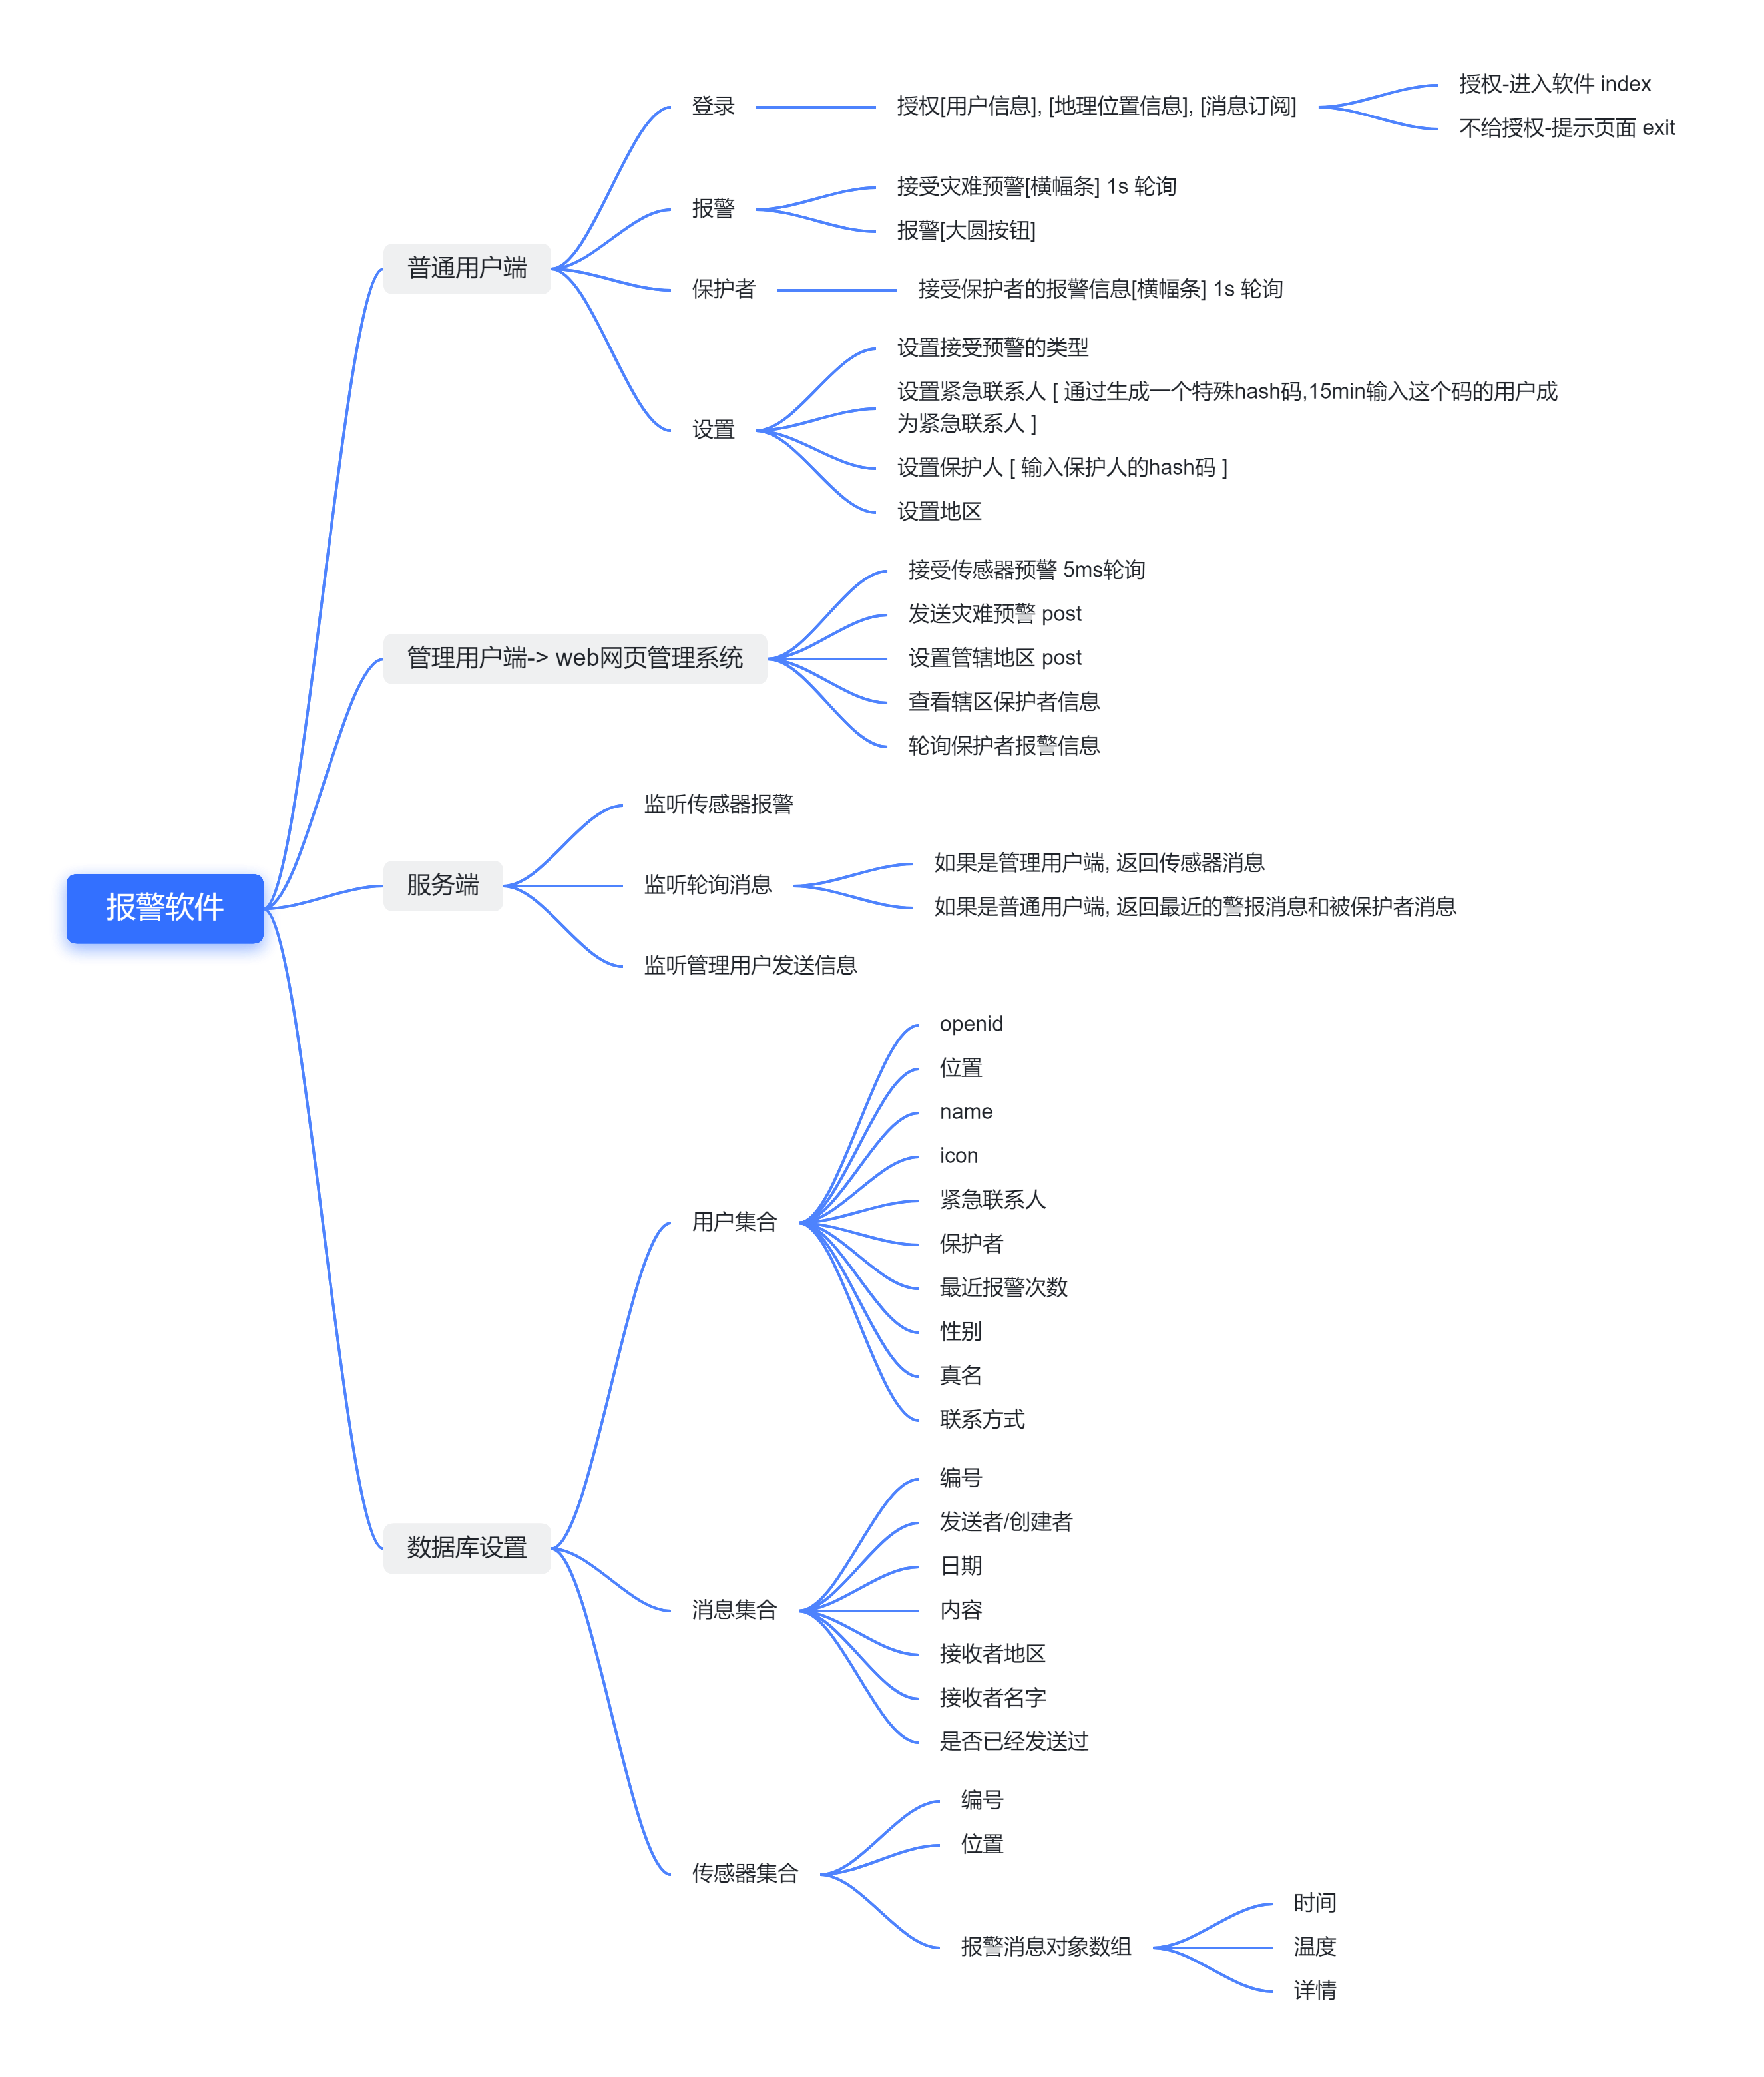 报警软件
普通用户端
登录
授权[用户信息], [地理位置信息], [消息订阅]
授权-进入软件 index
不给授权-提示页面 exit
报警
接受灾难预警[横幅条] 1s 轮询
报警[大圆按钮]
保护者
接受保护者的报警信息[横幅条] 1s 轮询
设置
设置接受预警的类型
设置紧急联系人 [ 通过生成一个特殊hash码,15min输入这个码的用户成
为紧急联系人 ]
设置保护人 [ 输入保护人的hash码 ]
设置地区
管理用户端-> web网页管理系统
接受传感器预警 5ms轮询
发送灾难预警 post
设置管辖地区 post
查看辖区保护者信息
轮询保护者报警信息
服务端
监听传感器报警
监听轮询消息
如果是管理用户端, 返回传感器消息
如果是普通用户端, 返回最近的警报消息和被保护者消息
监听管理用户发送信息
数据库设置
用户集合
openid
位置
name
icon
紧急联系人
保护者
最近报警次数
性别
真名
联系方式
消息集合
编号
发送者/创建者
日期
内容
接收者地区
接收者名字
是否已经发送过
传感器集合
编号
位置
报警消息对象数组
时间
温度
详情